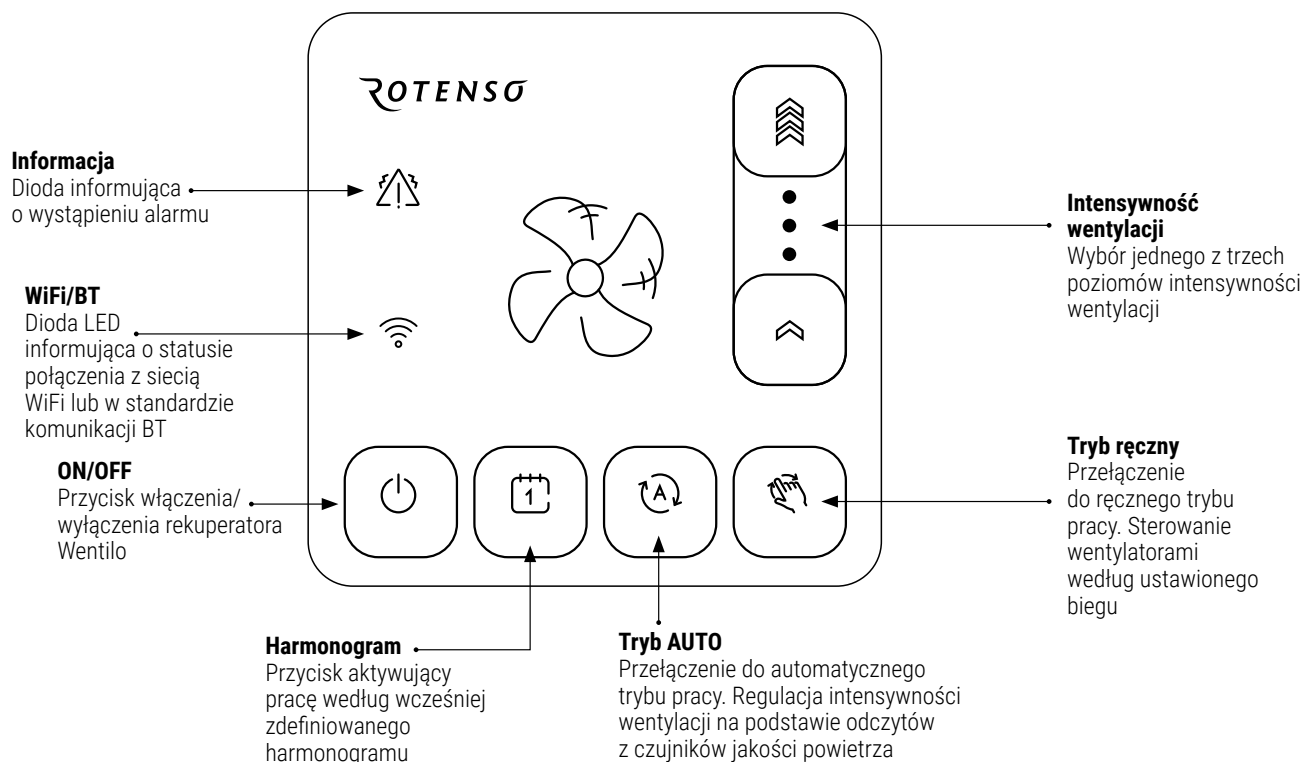 ROTENSO
Informacja
Dioda informująca
o wystąpieniu alarmu
WiFi/BT
Dioda LED
informująca o statusie
połączenia z siecią
WiFi lub w standardzie
komunikacji BT
ON/OFF
Przycisk włączenia/
wyłączenia rekuperatora
Wentilo
1
A
Harmonogram
Przycisk aktywujący
pracę według wcześniej
zdefiniowanego
harmonogramu
Tryb AUTO
Przełączenie do automatycznego
trybu pracy. Regulacja intensywności
wentylacji na podstawie odczytów
z czujników jakości powietrza
Intensywność
wentylacji
Wybór jednego z trzech
poziomów intensywności
wentylacji
Tryb ręczny
Przełączenie
do ręcznego trybu
pracy. Sterowanie
wentylatorami
według ustawionego
biegu